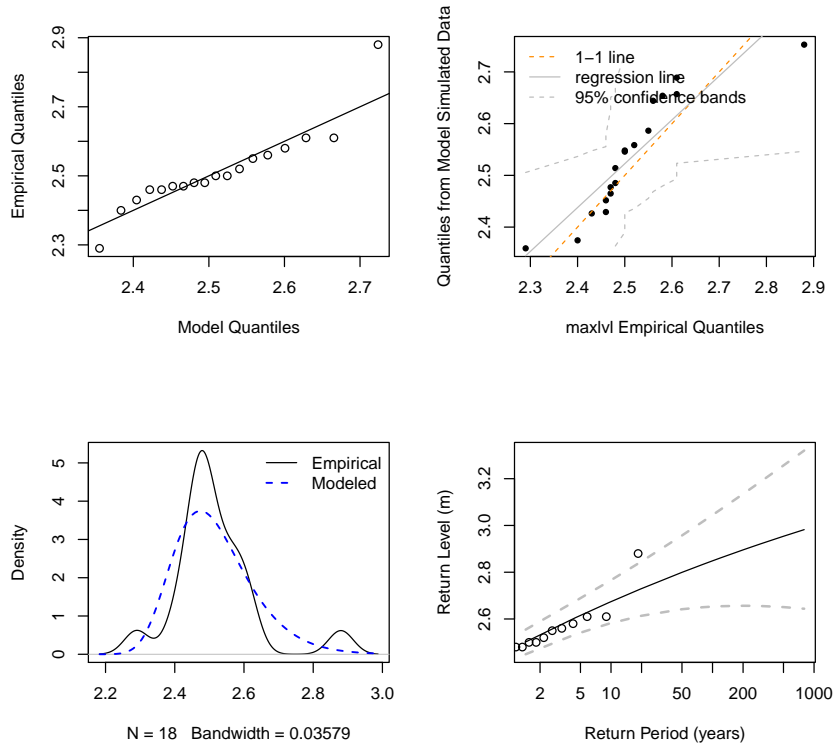 Empirical Quantiles
2.3 2.5 2.7 2.9
2.4 2.5 2.6 2.7
Model Quantiles
Quantiles from Model Simulated Data
2.4 2.5 2.6 2.7
1−1 line
regression line
95% confidence bands
2.3 2.4 2.5 2.6 2.7 2.8 2.9
maxlvl Empirical Quantiles
Density
0 1 2 3 4 5
Empirical
Modeled
2.2 2.4 2.6 2.8 3.0
N = 18 Bandwidth = 0.03579
Return Level (m)
2.6 2.8 3.0 3.2
2 5 10 50 200 1000
Return Period (years)